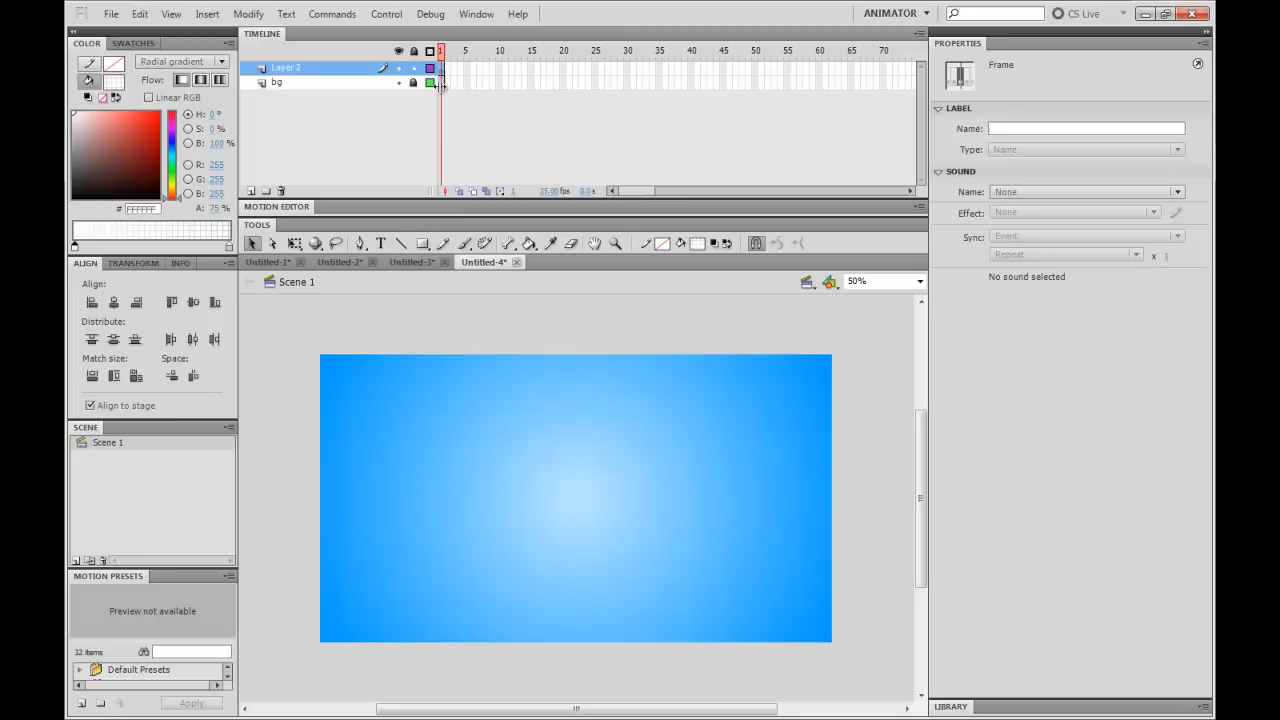 Fl File Edit View Insert Modify Text Commands Control Debug Window Help ANIMATOR CS Live
TIMELINE
COLOR SWATCHES
PROPERTIES
1 5 10 15 20 25 30 35 40 45 50 55 60 65 70
Radial gradient
Layer 2
Frame
Flow:
bg
Linear RGB
LABEL
H: 0 °
S: 0 %
Name:
B: 100 %
Type: Name
R: 255
SOUND
G: 255
B: 255
Name: None
# FFFFFF A: 75 %
1 25.00 fps 0.0 s
MOTION EDITOR
Effect: None
TOOLS
Sync: Event
Repeat x 1
ALIGN TRANSFORM INFO
Untitled-1* Untitled-2* Untitled-3* Untitled-4*
No sound selected
Align:
Scene 1 50%
Distribute:
Match size: Space:
Align to stage
SCENE
Scene 1
MOTION PRESETS
Preview not available
32 items
Default Presets
Apply
LIBRARY